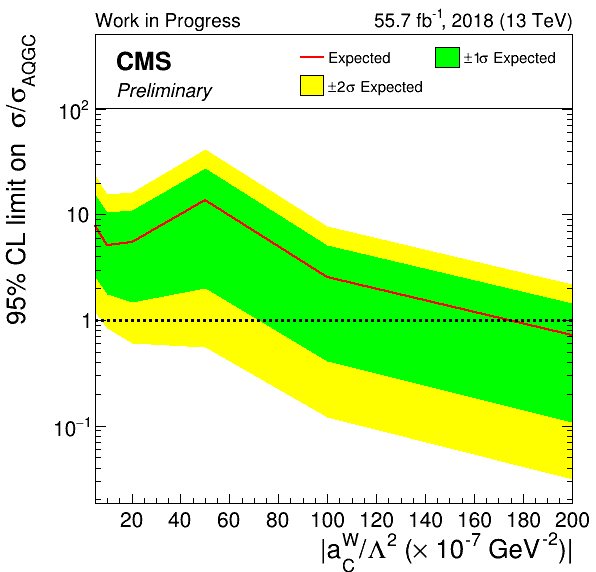 Work in Progress 55.7 fb⁻¹, 2018 (13 TeV)
CMS
Preliminary
Expected ±1σ Expected
±2σ Expected
95% CL limit on σ/σ_AQGC
10²
10
1
10⁻¹
20 40 60 80 100 120 140 160 180 200
|a_C^W/Λ² (× 10⁻⁷ GeV⁻²)|